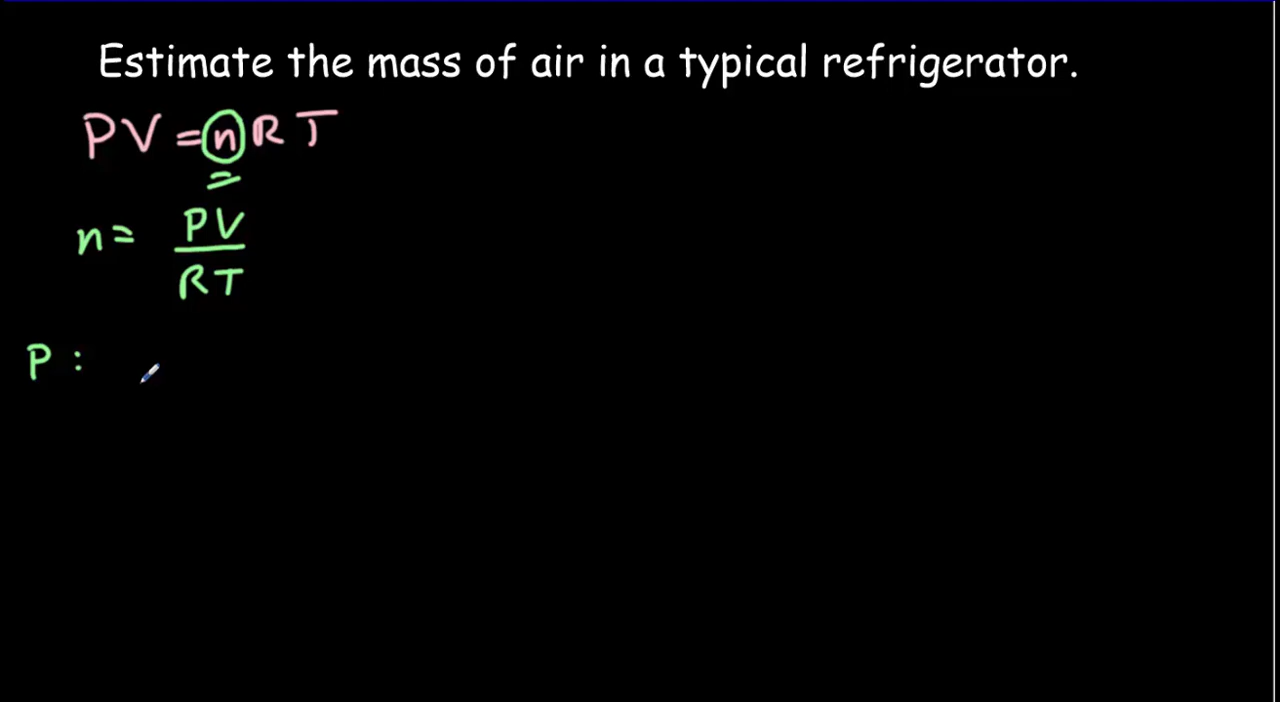 Estimate the mass of air in a typical refrigerator.
PV = nRT
n = PV
RT
P :